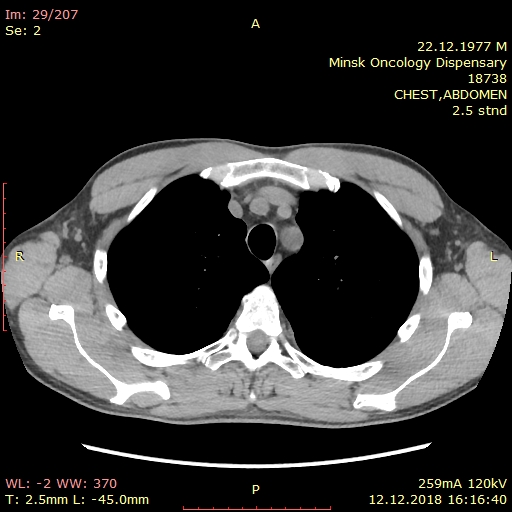 Im: 29/207
Se: 2
A
22.12.1977 M
Minsk Oncology Dispensary
18738
CHEST,ABDOMEN
2.5 stnd
R
L
WL: -2 WW: 370
T: 2.5mm L: -45.0mm
P
259mA 120kV
12.12.2018 16:16:40